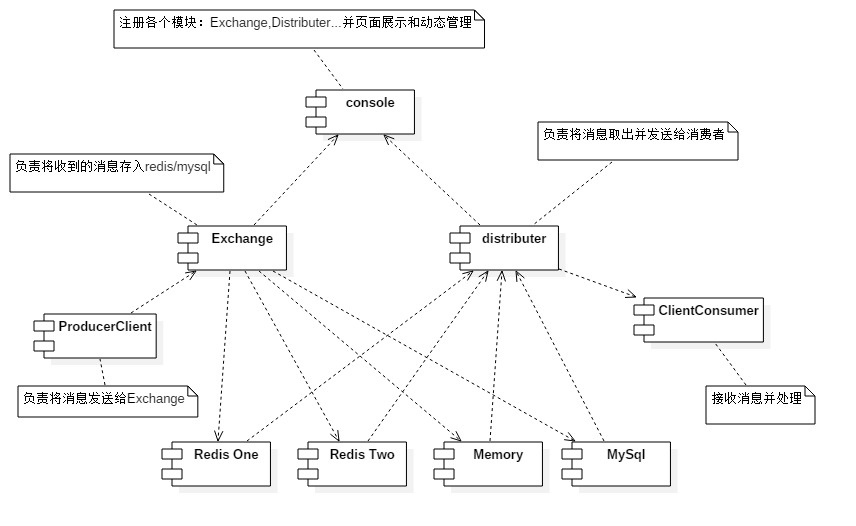 注册各个模块：Exchange,Distributer...并页面展示和动态管理
console
负责将消息取出并发送给消费者
负责将收到的消息存入redis/mysql
Exchange
distributer
ProducerClient
ClientConsumer
负责将消息发送给Exchange
接收消息并处理
Redis One
Redis Two
Memory
MySql